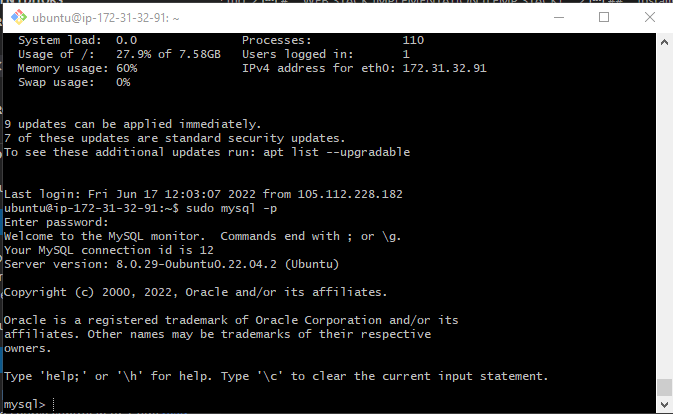 ubuntu@ip-172-31-32-91: ~
System load:  0.0               Processes:             110
Usage of /:   27.9% of 7.58GB   Users logged in:       1
Memory usage: 60%               IPv4 address for eth0: 172.31.32.91
Swap usage:   0%
9 updates can be applied immediately.
7 of these updates are standard security updates.
To see these additional updates run: apt list --upgradable
Last login: Fri Jun 17 12:03:07 2022 from 105.112.228.182
ubuntu@ip-172-31-32-91:~$ sudo mysql -p
Enter password:
Welcome to the MySQL monitor.  Commands end with ; or \g.
Your MySQL connection id is 12
Server version: 8.0.29-0ubuntu0.22.04.2 (Ubuntu)
Copyright (c) 2000, 2022, Oracle and/or its affiliates.
Oracle is a registered trademark of Oracle Corporation and/or its
affiliates. Other names may be trademarks of their respective
owners.
Type 'help;' or '\h' for help. Type '\c' to clear the current input statement.
mysql>